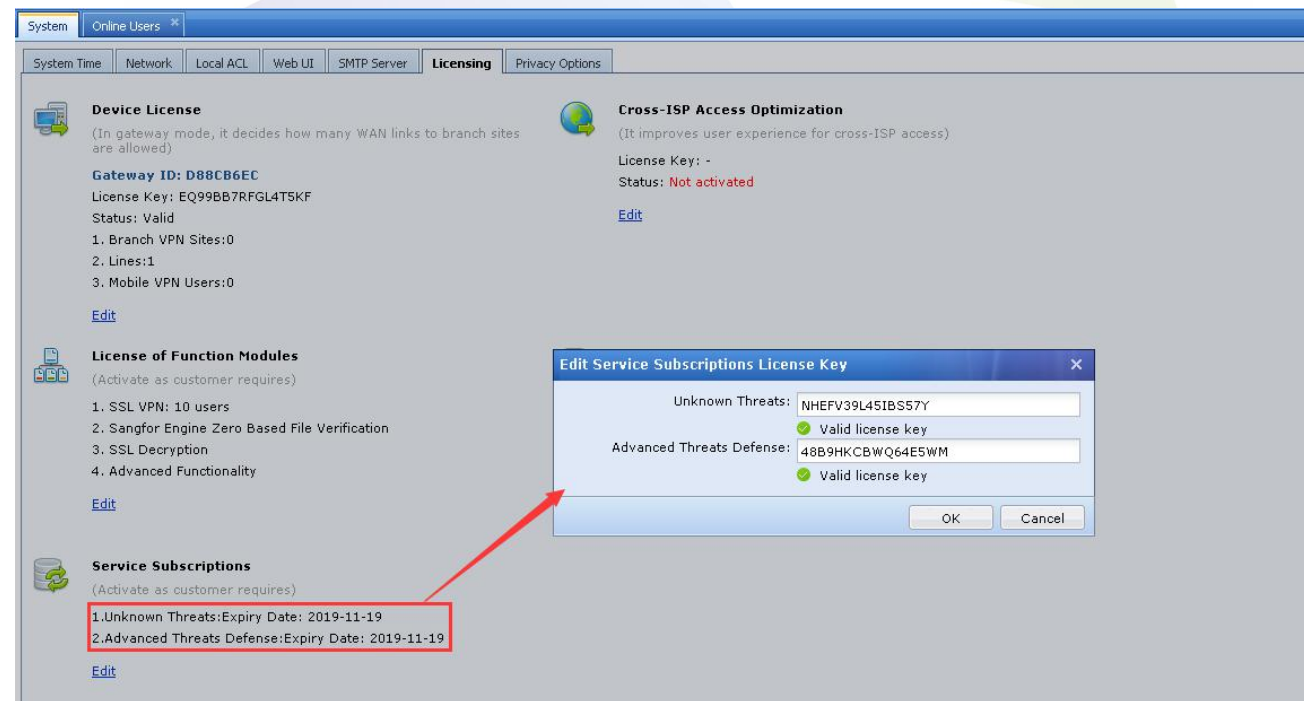 System
Online Users
System Time
Network
Local ACL
Web UI
SMTP Server
Licensing
Privacy Options
Device License
(In gateway mode, it decides how many WAN links to branch sites
are allowed)
Gateway ID: D88CB6EC
License Key: EQ99BB7RFGL4T5KF
Status: Valid
1. Branch VPN Sites:0
2. Lines:1
3. Mobile VPN Users:0
Edit
Cross-ISP Access Optimization
(It improves user experience for cross-ISP access)
License Key: -
Status: Not activated
Edit
License of Function Modules
(Activate as customer requires)
1. SSL VPN: 10 users
2. Sangfor Engine Zero Based File Verification
3. SSL Decryption
4. Advanced Functionality
Edit
Edit Service Subscriptions License Key
Unknown Threats: NHEFV39L45IBS57Y
Valid license key
Advanced Threats Defense: 48B9HKCBWQ64E5WM
Valid license key
OK
Cancel
Service Subscriptions
(Activate as customer requires)
1.Unknown Threats:Expiry Date: 2019-11-19
2.Advanced Threats Defense:Expiry Date: 2019-11-19
Edit